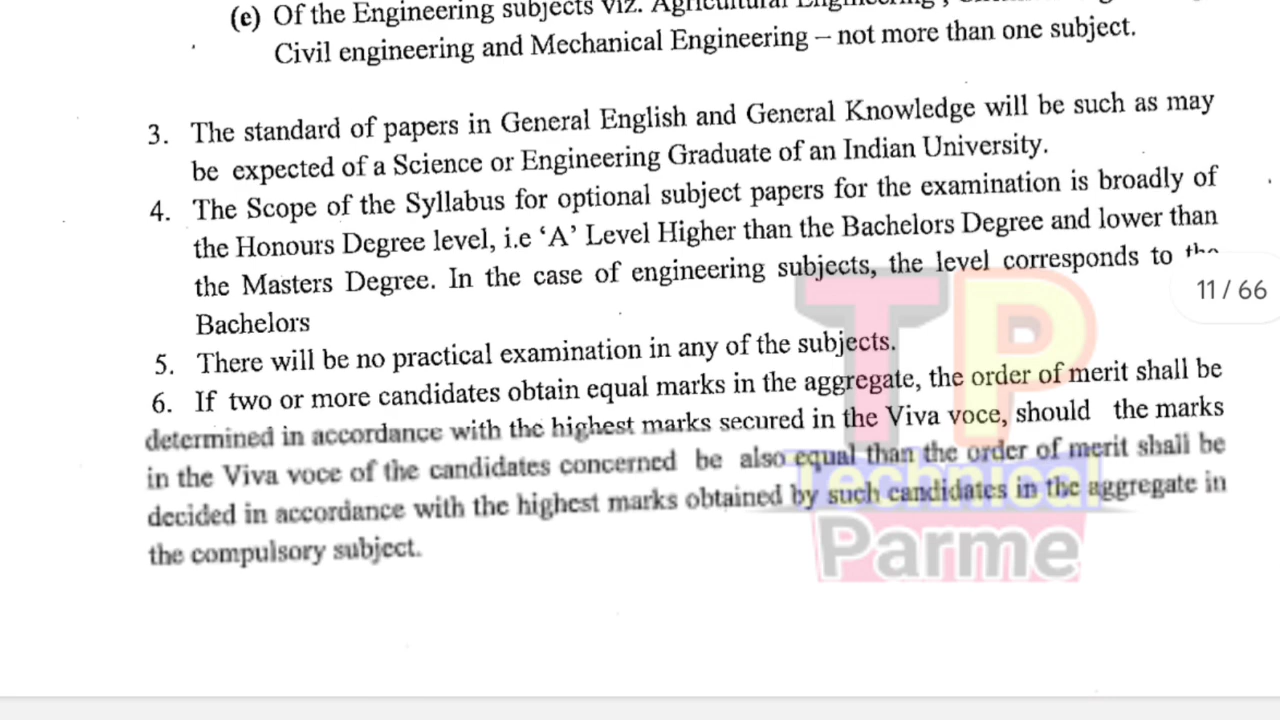 (e) Of the Engineering subjects viz. Agricultural Engineering,
Civil engineering and Mechanical Engineering – not more than one subject.
3. The standard of papers in General English and General Knowledge will be such as may
be expected of a Science or Engineering Graduate of an Indian University.
4. The Scope of the Syllabus for optional subject papers for the examination is broadly of
the Honours Degree level, i.e ‘A’ Level Higher than the Bachelors Degree and lower than
the Masters Degree. In the case of engineering subjects, the level corresponds to the
11 / 66
Bachelors
5. There will be no practical examination in any of the subjects.
6. If two or more candidates obtain equal marks in the aggregate, the order of merit shall be
determined in accordance with the highest marks secured in the Viva voce, should the marks
in the Viva voce of the candidates concerned be also equal than the order of merit shall be
decided in accordance with the highest marks obtained by such candidates in the aggregate in
the compulsory subject.
TP
Technical
Parme